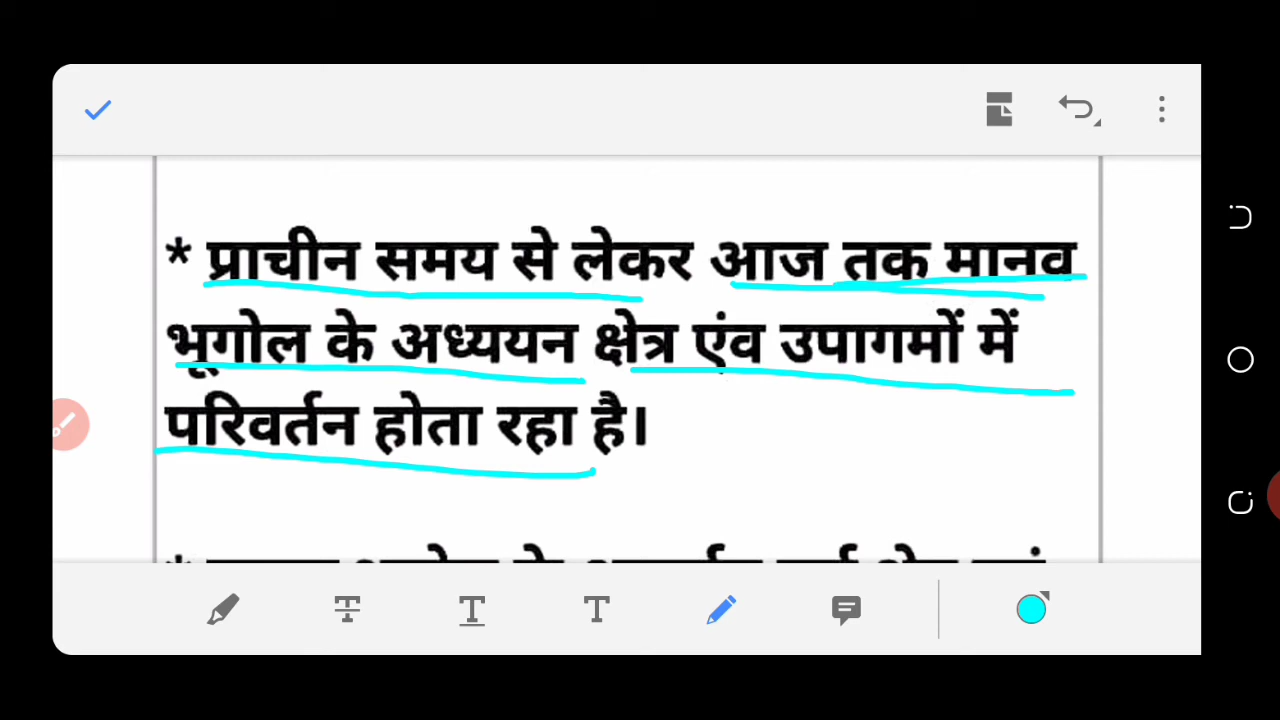 * प्राचीन समय से लेकर आज तक मानव
भूगोल के अध्ययन क्षेत्र एंव उपागमों में
परिवर्तन होता रहा है।